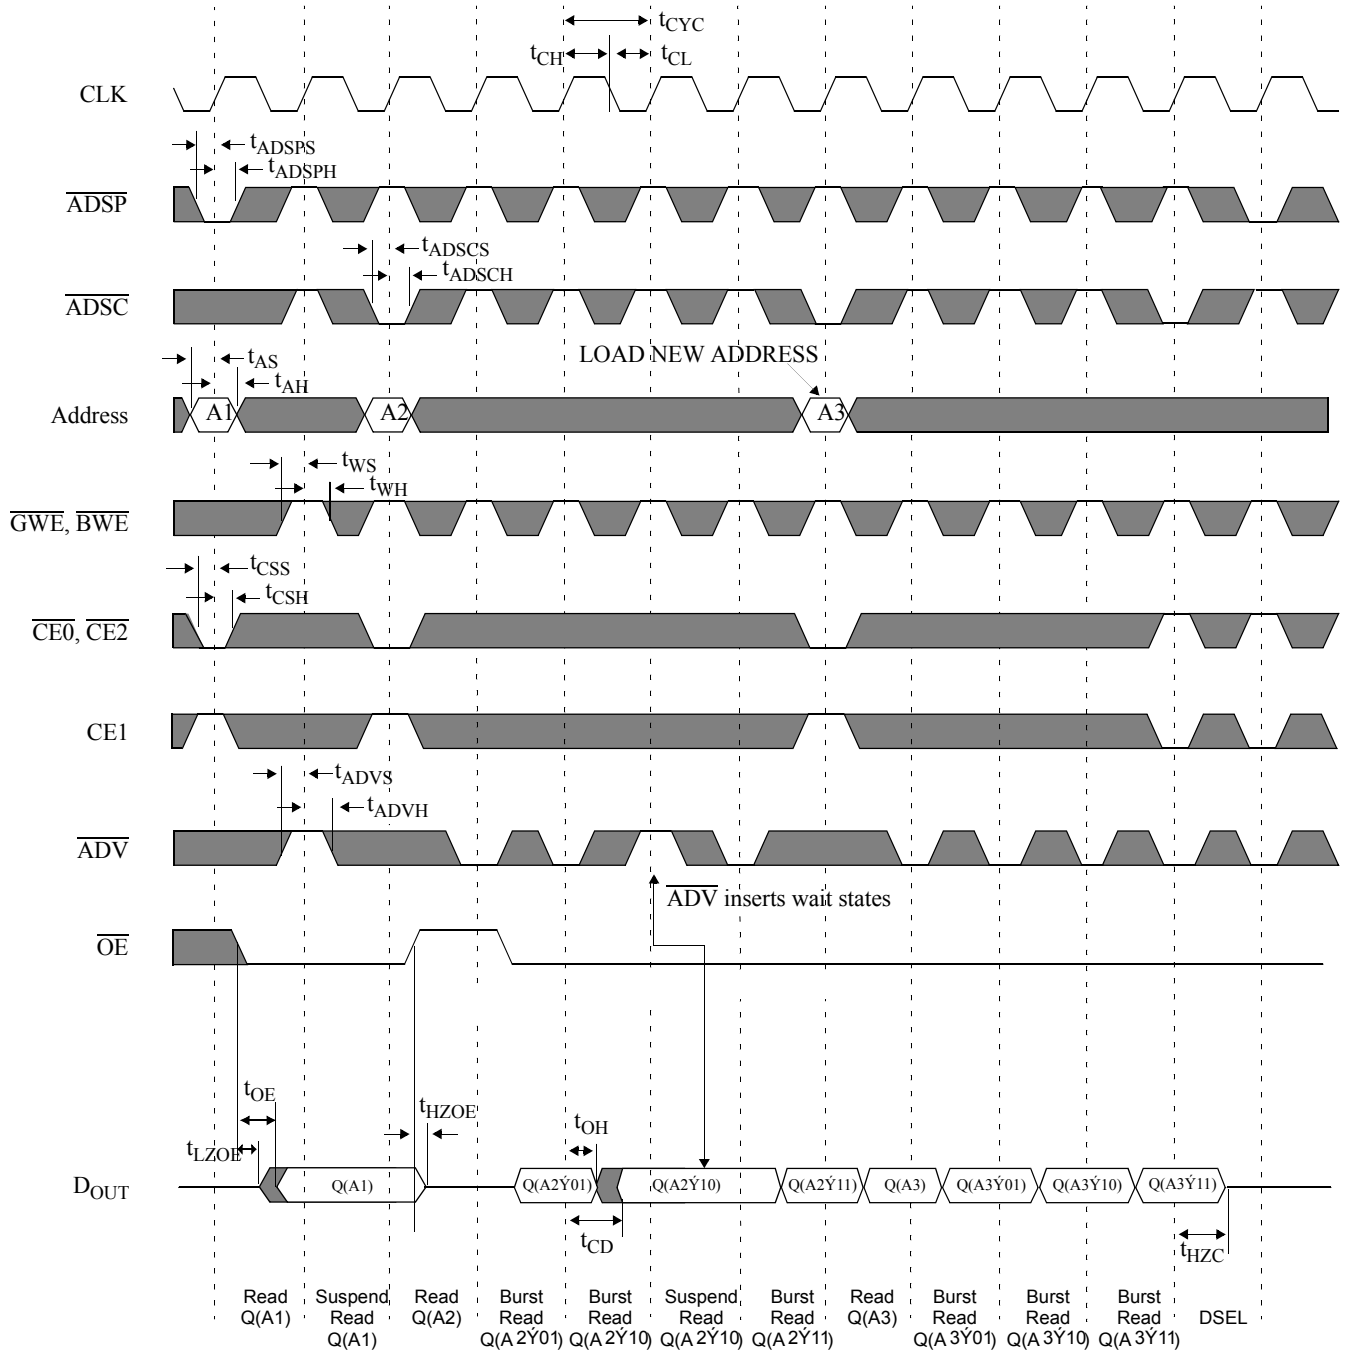 tCYC
tCH
tCL
CLK
tADSPS
tADSPH
ADSP
tADSCS
tADSCH
ADSC
tAS
LOAD NEW ADDRESS
tAH
Address
A1
A2
A3
tWS
tWH
GWE, BWE
tCSS
tCSH
CE0, CE2
CE1
tADVS
tADVH
ADV
ADV inserts wait states
OE
tOE
tHZOE
tOH
tLZOE
DOUT
Q(A1)
Q(A2Ý01)
Q(A2Ý10)
Q(A2Ý11)
Q(A3)
Q(A3Ý01)
Q(A3Ý10)
Q(A3Ý11)
tCD
tHZC
Read
Q(A1)
Suspend
Read
Q(A1)
Read
Q(A2)
Burst
Read
Q(A 2Ý01)
Burst
Read
Q(A 2Ý10)
Suspend
Read
Q(A 2Ý10)
Burst
Read
Q(A 2Ý11)
Read
Q(A3)
Burst
Read
Q(A 3Ý01)
Burst
Read
Q(A 3Ý10)
Burst
Read
Q(A 3Ý11)
DSEL